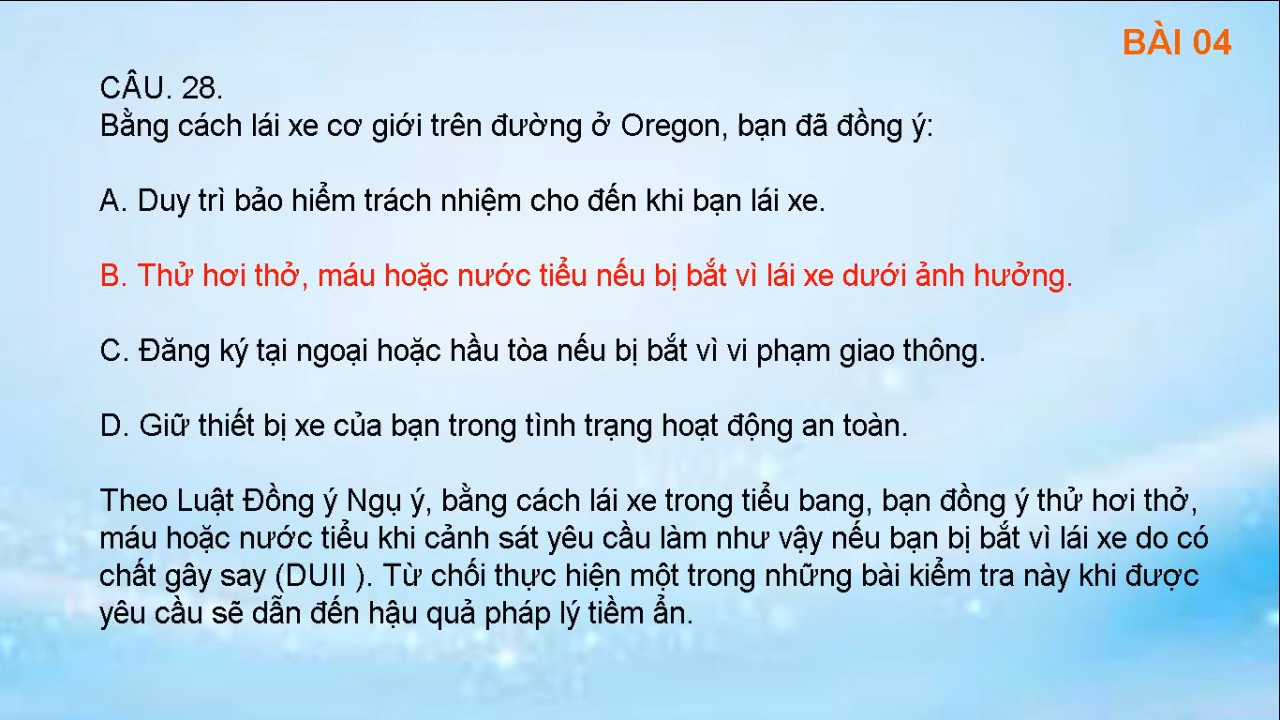 BÀI 04
CÂU. 28.
Bằng cách lái xe cơ giới trên đường ở Oregon, bạn đã đồng ý:
A. Duy trì bảo hiểm trách nhiệm cho đến khi bạn lái xe.
B. Thử hơi thở, máu hoặc nước tiểu nếu bị bắt vì lái xe dưới ảnh hưởng.
C. Đăng ký tại ngoại hoặc hầu tòa nếu bị bắt vì vi phạm giao thông.
D. Giữ thiết bị xe của bạn trong tình trạng hoạt động an toàn.
Theo Luật Đồng ý Ngụ ý, bằng cách lái xe trong tiểu bang, bạn đồng ý thử hơi thở,
máu hoặc nước tiểu khi cảnh sát yêu cầu làm như vậy nếu bạn bị bắt vì lái xe do có
chất gây say (DUII ). Từ chối thực hiện một trong những bài kiểm tra này khi được
yêu cầu sẽ dẫn đến hậu quả pháp lý tiềm ẩn.